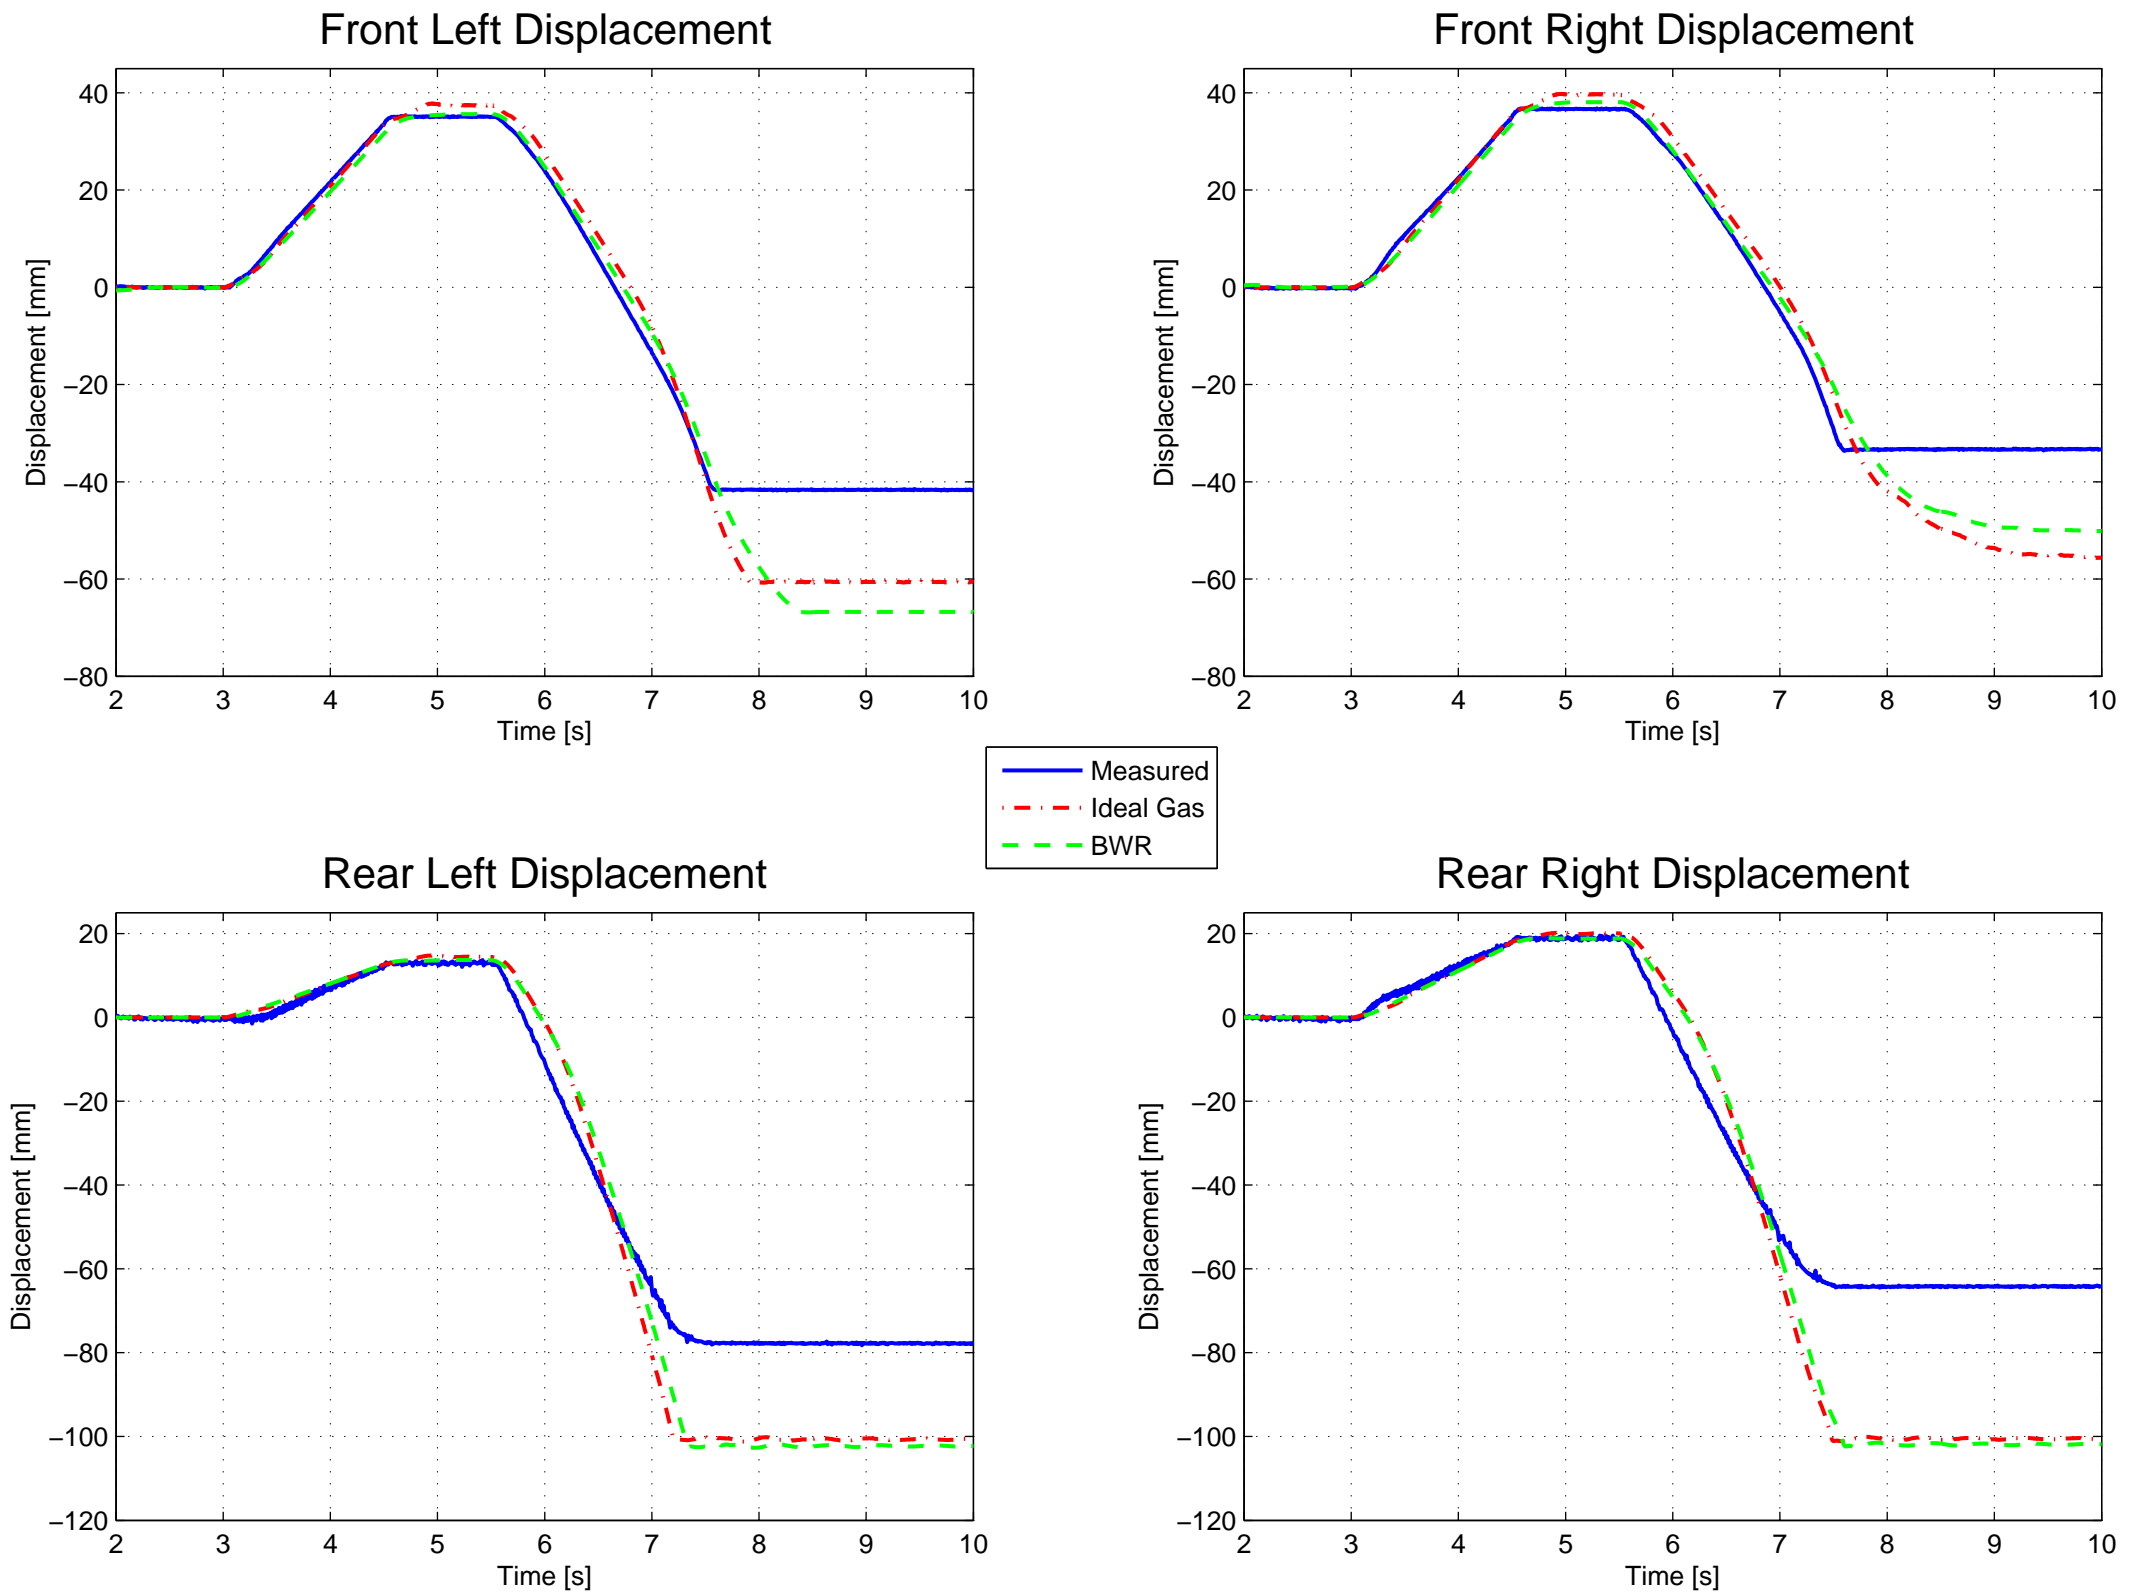 Front Left Displacement
40
20
0
−20
−40
−60
−80
Displacement [mm]
2 3 4 5 6 7 8 9 10
Time [s]
Front Right Displacement
40
20
0
−20
−40
−60
−80
Displacement [mm]
2 3 4 5 6 7 8 9 10
Time [s]
Measured
Ideal Gas
BWR
Rear Left Displacement
20
0
−20
−40
−60
−80
−100
−120
Displacement [mm]
2 3 4 5 6 7 8 9 10
Time [s]
Rear Right Displacement
20
0
−20
−40
−60
−80
−100
−120
Displacement [mm]
2 3 4 5 6 7 8 9 10
Time [s]